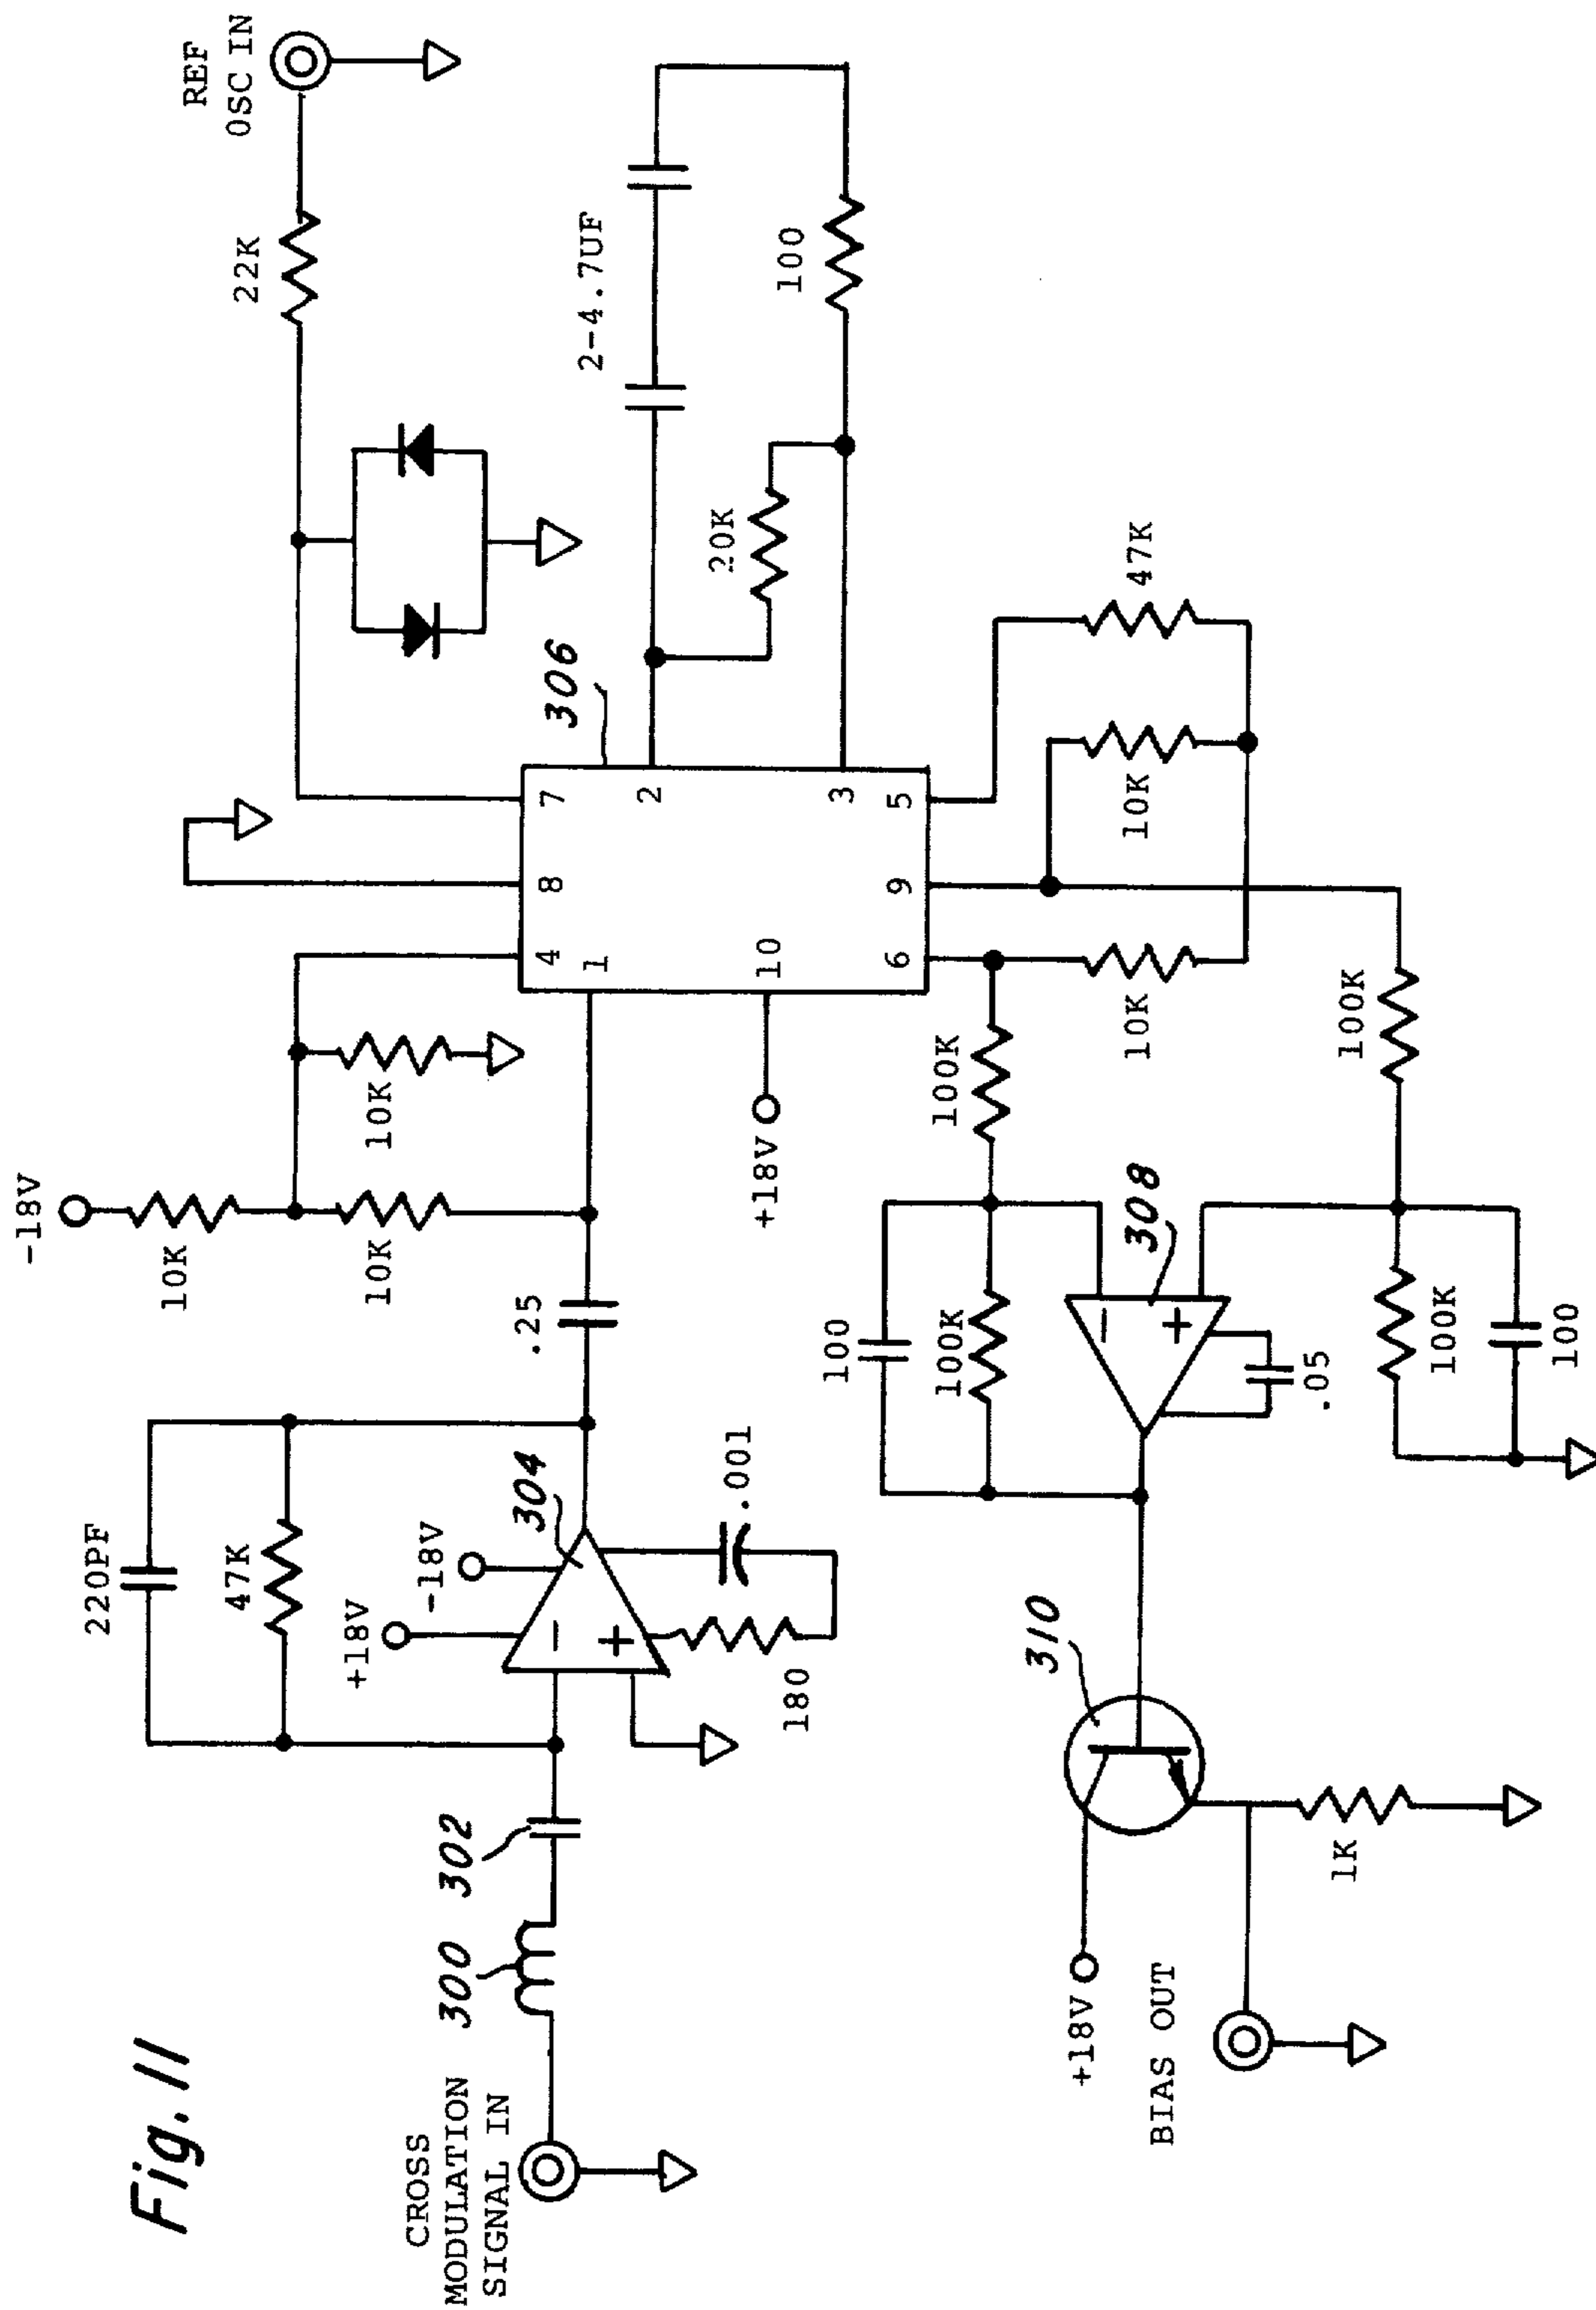 Fig. 11
CROSS
MODULATION
SIGNAL IN
300
302
220PF
47K
+18V
-18V
304
.001
180
.25
-18V
10K
10K
10K
+18V
4
8
7
1
2
10
3
6
9
5
306
REF
OSC IN
22K
2-4.7UF
20K
100
47K
10K
10K
100K
100K
100
100K
308
.05
100K
100
310
+18V
BIAS OUT
1K